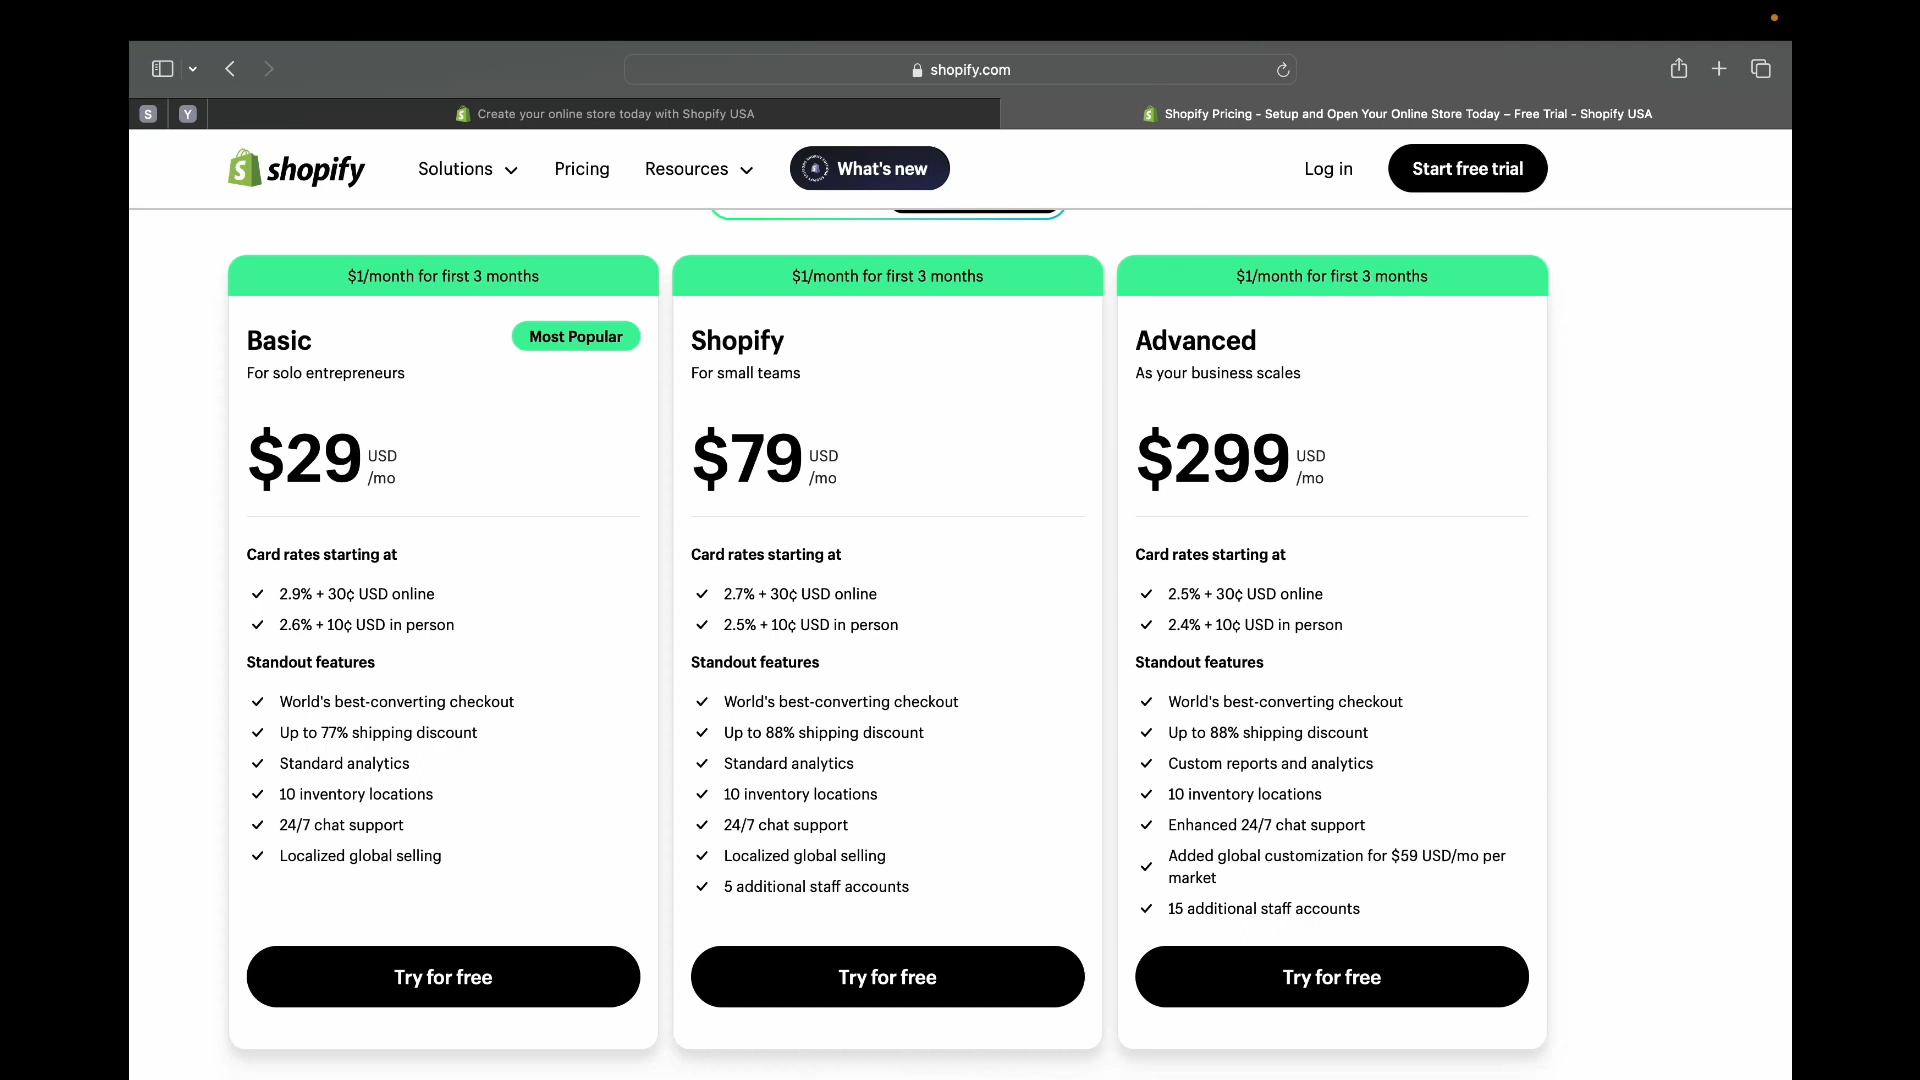 shopify.com
S
Y
Create your online store today with Shopify USA
Shopify Pricing - Setup and Open Your Online Store Today – Free Trial - Shopify USA
shopify
Solutions
Pricing
Resources
What's new
Log in
Start free trial
$1/month for first 3 months
Basic
Most Popular
For solo entrepreneurs
$29 USD
/mo
Card rates starting at
2.9% + 30¢ USD online
2.6% + 10¢ USD in person
Standout features
World's best-converting checkout
Up to 77% shipping discount
Standard analytics
10 inventory locations
24/7 chat support
Localized global selling
Try for free
$1/month for first 3 months
Shopify
For small teams
$79 USD
/mo
Card rates starting at
2.7% + 30¢ USD online
2.5% + 10¢ USD in person
Standout features
World's best-converting checkout
Up to 88% shipping discount
Standard analytics
10 inventory locations
24/7 chat support
Localized global selling
5 additional staff accounts
Try for free
$1/month for first 3 months
Advanced
As your business scales
$299 USD
/mo
Card rates starting at
2.5% + 30¢ USD online
2.4% + 10¢ USD in person
Standout features
World's best-converting checkout
Up to 88% shipping discount
Custom reports and analytics
10 inventory locations
Enhanced 24/7 chat support
Added global customization for $59 USD/mo per
market
15 additional staff accounts
Try for free